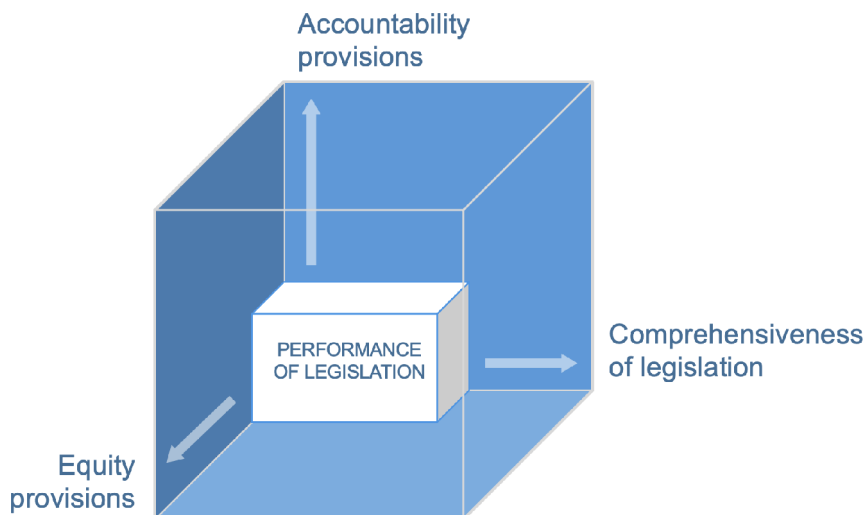 Accountability
provisions
PERFORMANCE
OF LEGISLATION
Comprehensiveness
of legislation
Equity
provisions